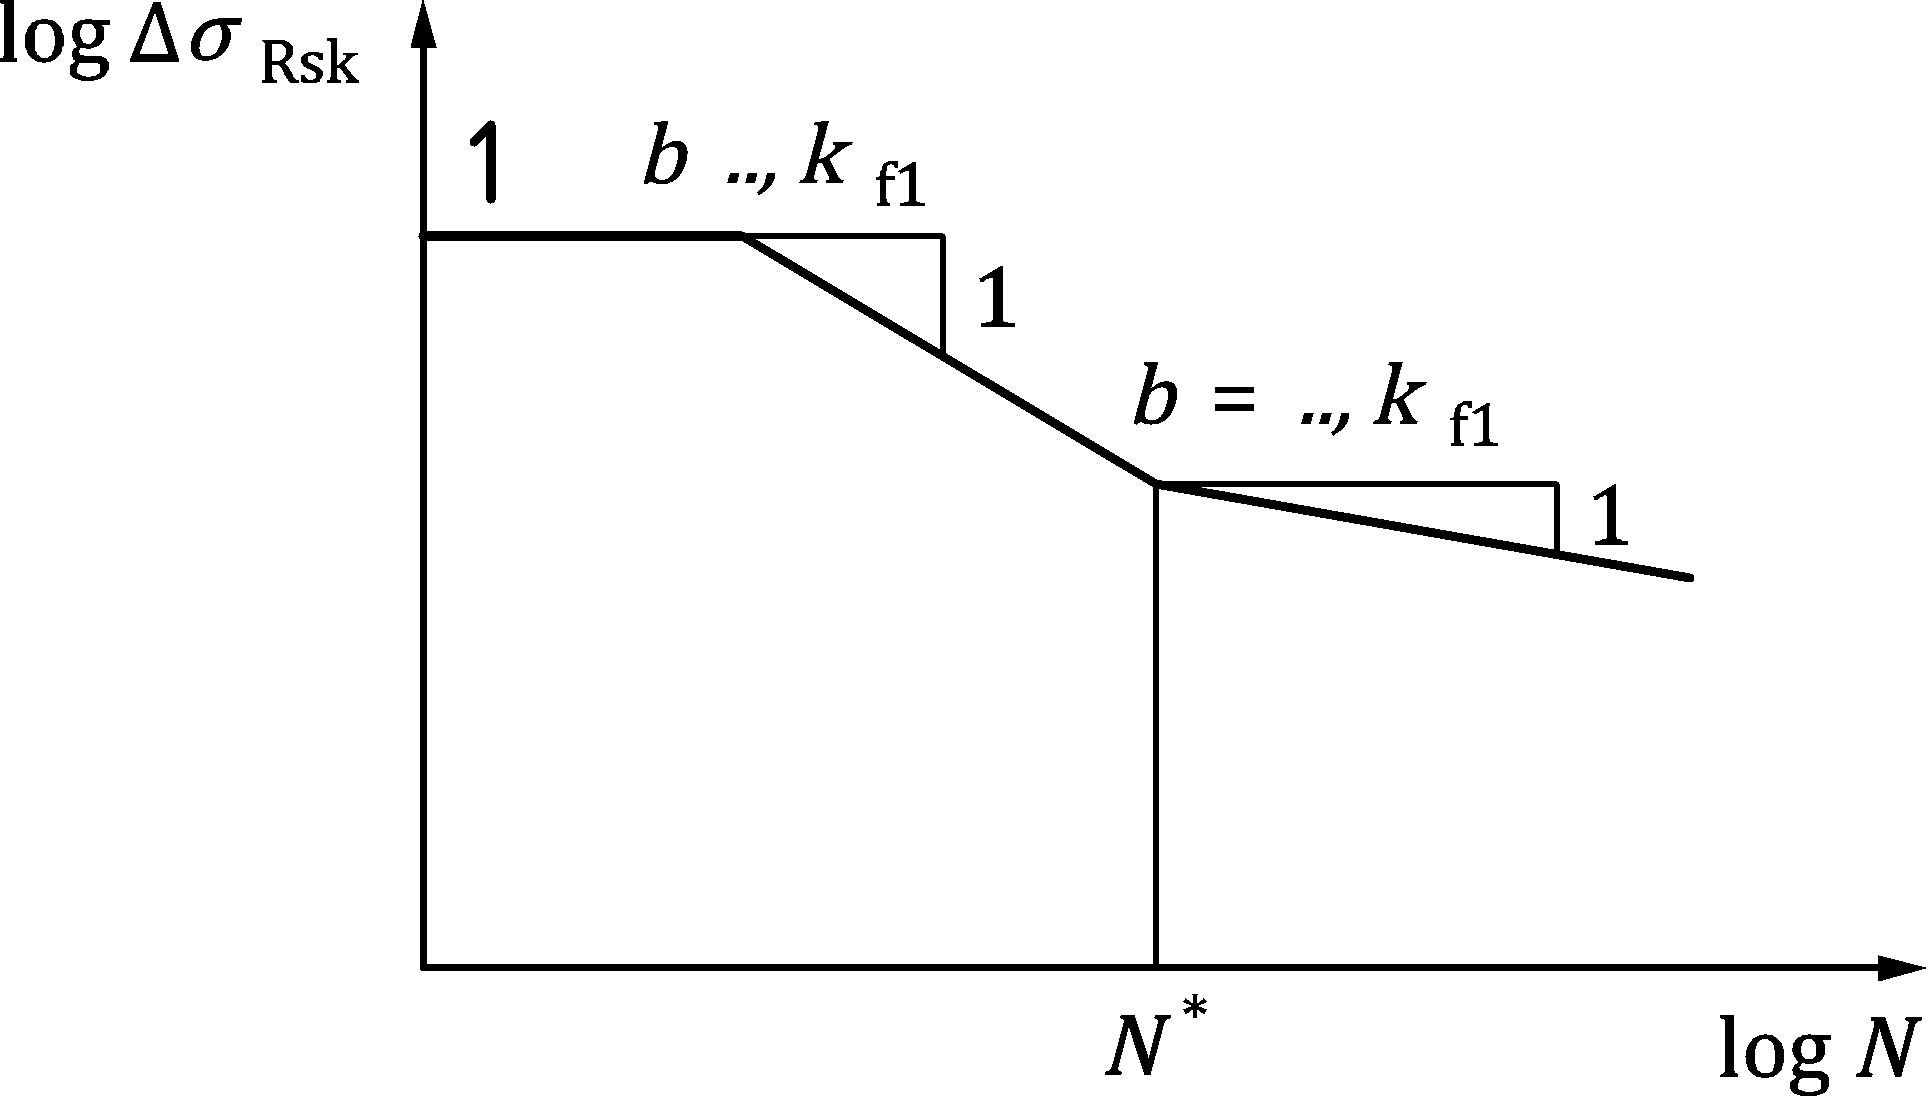 log Δσ Rsk
1
b .., k f1
1
b = .., k f1
1
N*
log N